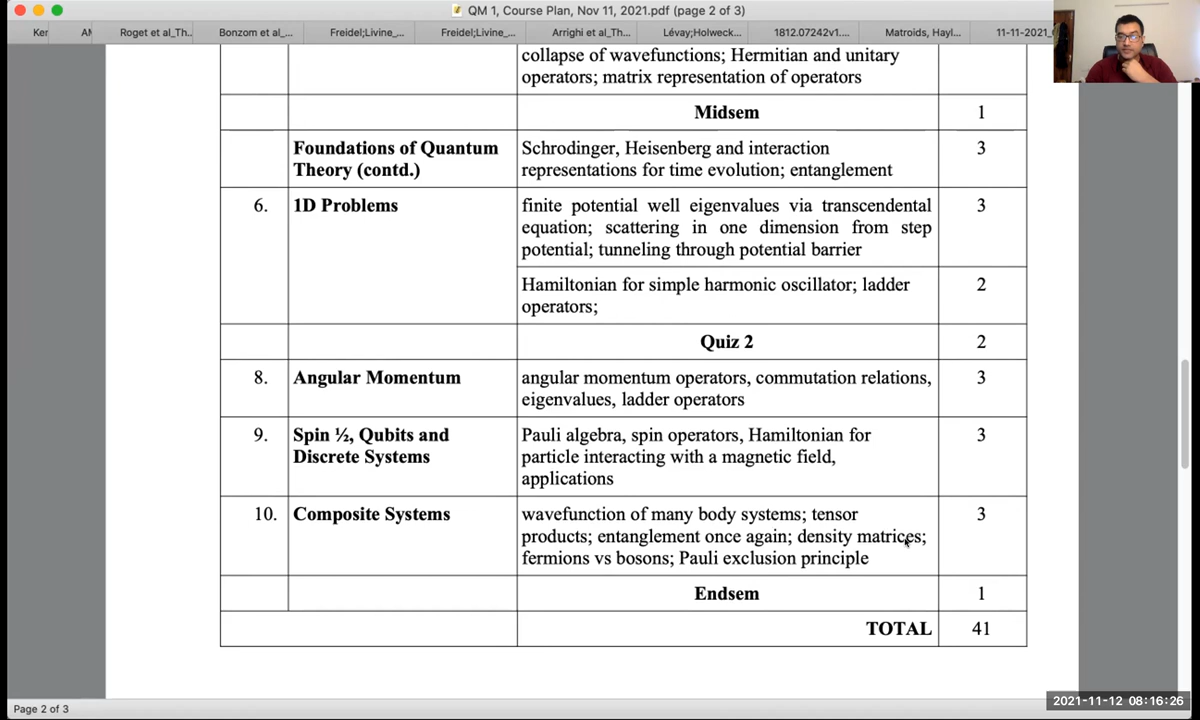 QM 1, Course Plan, Nov 11, 2021.pdf (page 2 of 3)
Ker
Roget et al_Th..
Bonzom et al_...
Freidel;Livine_...
Freidel;Livine_...
Arrighi et al_Th...
Lévay;Holweck...
1812.07242v1....
Matroids, Hayl...
11-11-2021_
collapse of wavefunctions; Hermitian and unitary
operators; matrix representation of operators
Midsem 1
Foundations of Quantum
Theory (contd.)
Schrodinger, Heisenberg and interaction
representations for time evolution; entanglement
3
6. 1D Problems
finite potential well eigenvalues via transcendental
equation; scattering in one dimension from step
potential; tunneling through potential barrier
3
Hamiltonian for simple harmonic oscillator; ladder
operators;
2
Quiz 2 2
8. Angular Momentum
angular momentum operators, commutation relations,
eigenvalues, ladder operators
3
9. Spin ½, Qubits and
Discrete Systems
Pauli algebra, spin operators, Hamiltonian for
particle interacting with a magnetic field,
applications
3
10. Composite Systems
wavefunction of many body systems; tensor
products; entanglement once again; density matrices;
fermions vs bosons; Pauli exclusion principle
3
Endsem 1
TOTAL 41
Page 2 of 3
2021-11-12 08:16:26